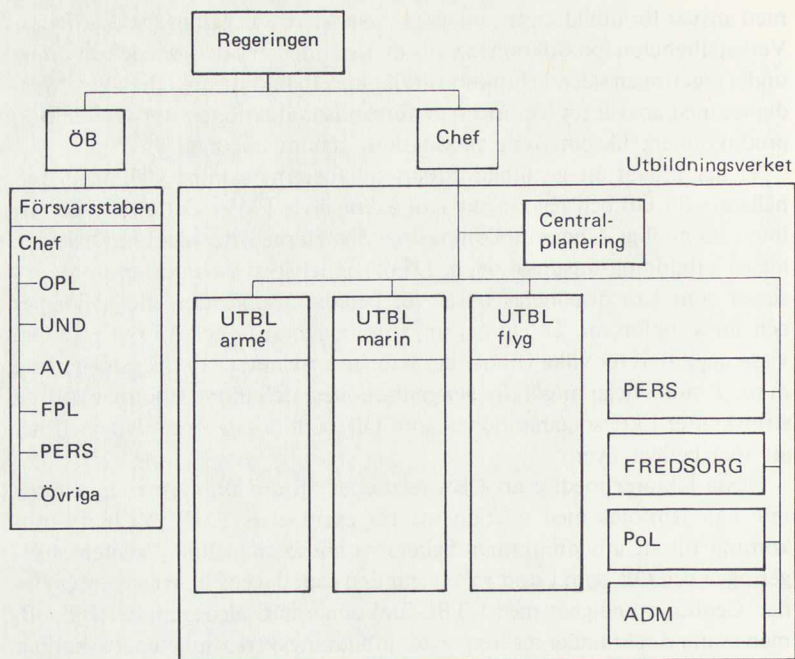 Regeringen
ÖB
Chef
Utbildningsverket
Försvarsstaben
Chef
OPL
UND
AV
FPL
PERS
Övriga
Central-
planering
UTBL
armé
UTBL
marin
UTBL
flyg
PERS
FREDSORG
PoL
ADM